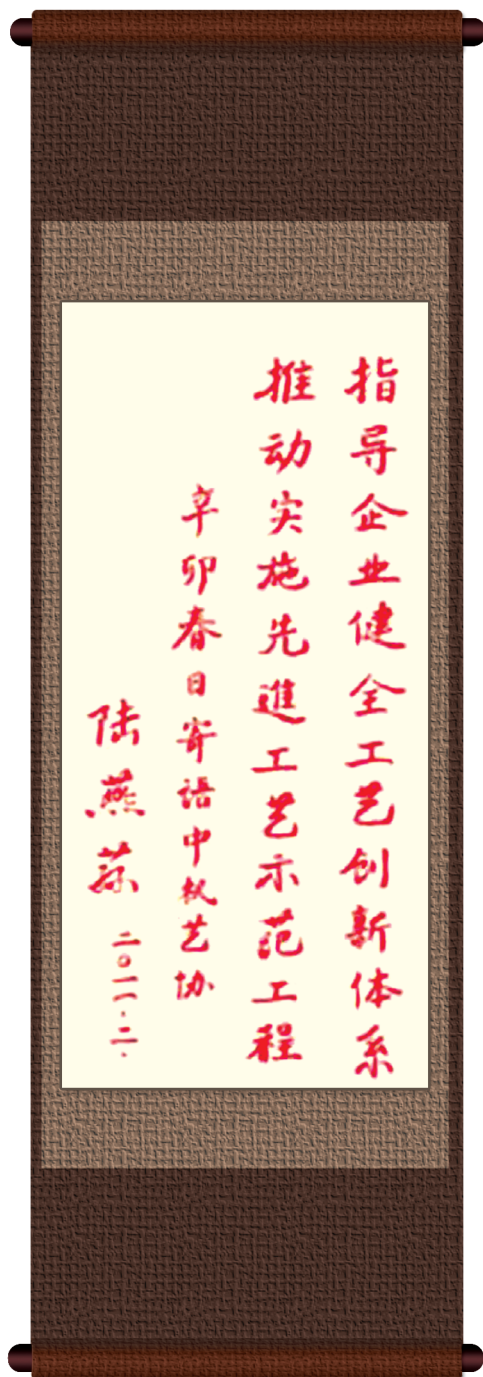 指导企业健全工艺创新体系
推动实施先進工艺示范工程
辛卯春日寄语中机艺协
陆燕荪
二〇一一.二.